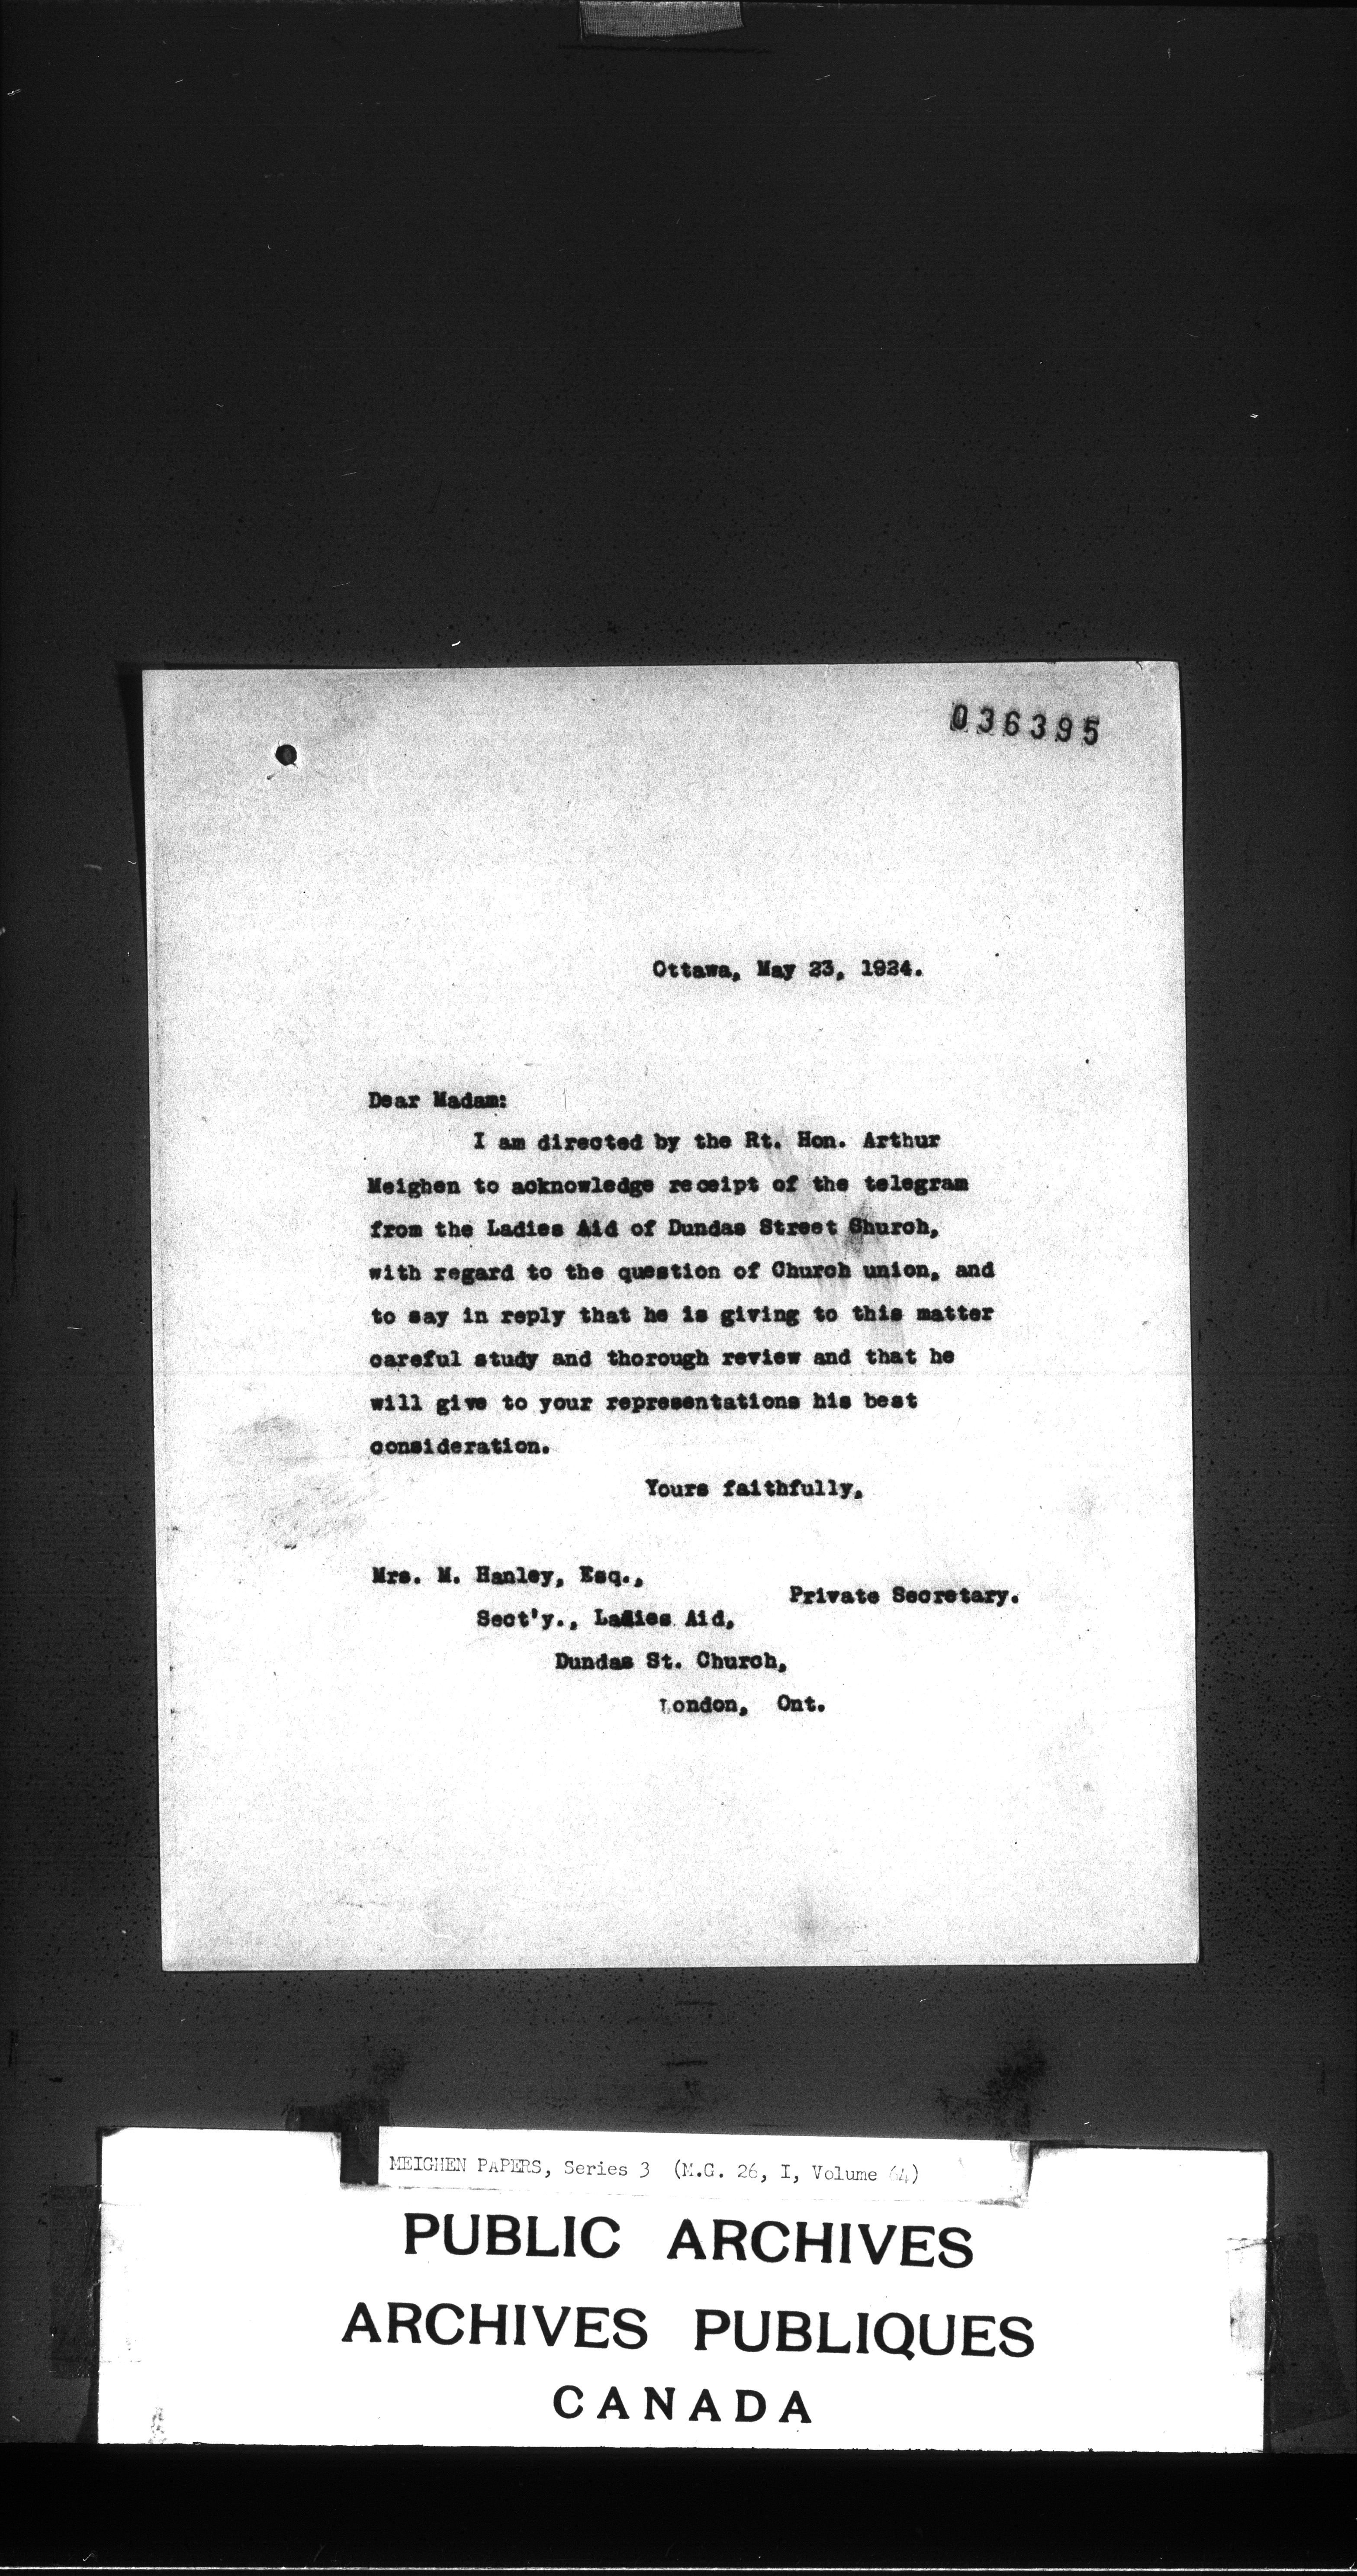 036395
Ottawa, May 23, 1924.
Dear Madam:
I am directed by the Rt. Hon. Arthur
Meighen to acknowledge receipt of the telegram
from the Ladies Aid of Dundas Street Church,
with regard to the question of Church union, and
to say in reply that he is giving to this matter
careful study and thorough review and that he
will give to your representations his best
consideration.
Yours faithfully,
Mrs. M. Hanley, Esq.,
Private Secretary.
Sect'y., Ladies Aid,
Dundas St. Church,
London, Ont.
MEIGHEN PAPERS, Series 3 (M.G. 26, I, Volume 64)
PUBLIC ARCHIVES
ARCHIVES PUBLIQUES
CANADA